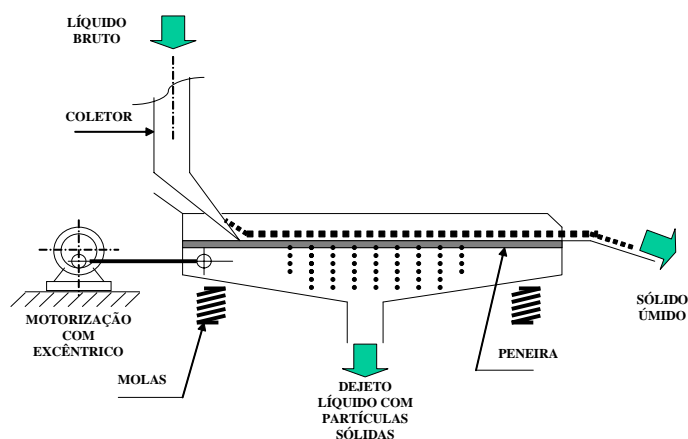 LÍQUIDO
BRUTO
COLETOR
MOTORIZAÇÃO
COM
EXCÊNTRICO
MOLAS
DEJETO
LÍQUIDO COM
PARTÍCULAS
SÓLIDAS
PENEIRA
SÓLIDO
ÚMIDO